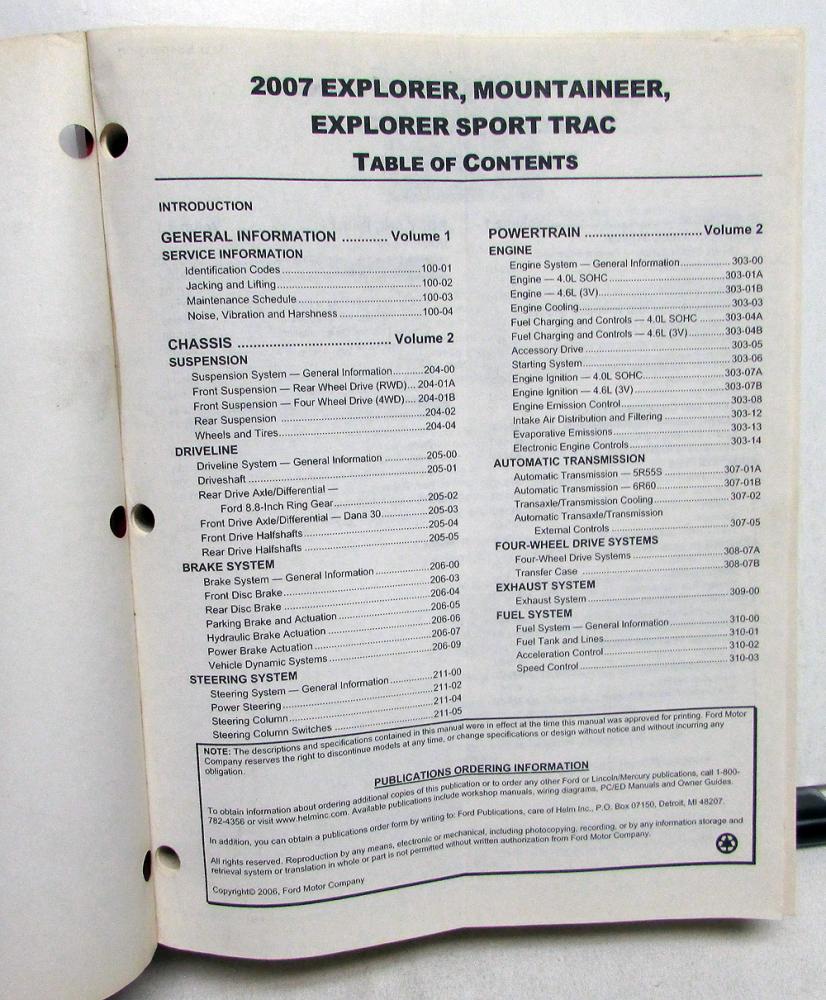 2007 EXPLORER, MOUNTAINEER,
EXPLORER SPORT TRAC
TABLE OF CONTENTS
INTRODUCTION
GENERAL INFORMATION ............ Volume 1
SERVICE INFORMATION
Identification Codes ........ 100-01
Jacking and Lifting ........ 100-02
Maintenance Schedule ........ 100-03
Noise, Vibration and Harshness ........ 100-04
CHASSIS ........ Volume 2
SUSPENSION
Suspension System — General Information ........ 204-00
Front Suspension — Rear Wheel Drive (RWD) ... 204-01A
Front Suspension — Four Wheel Drive (4WD) .... 204-01B
Rear Suspension ........ 204-02
Wheels and Tires ........ 204-04
DRIVELINE
Driveline System — General Information ........ 205-00
Driveshaft ........ 205-01
Rear Drive Axle/Differential —
Ford 8.8-Inch Ring Gear ........ 205-02
Front Drive Axle/Differential — Dana 30 ........ 205-03
Front Drive Halfshafts ........ 205-04
Rear Drive Halfshafts ........ 205-05
BRAKE SYSTEM
Brake System — General Information ........ 206-00
Front Disc Brake ........ 206-03
Rear Disc Brake ........ 206-04
Parking Brake and Actuation ........ 206-05
Hydraulic Brake Actuation ........ 206-06
Power Brake Actuation ........ 206-07
Vehicle Dynamic Systems ........ 206-09
STEERING SYSTEM
Steering System — General Information ........ 211-00
Power Steering ........ 211-02
Steering Column ........ 211-04
Steering Column Switches ........ 211-05
POWERTRAIN ........ Volume 2
ENGINE
Engine System — General Information ........ 303-00
Engine — 4.0L SOHC ........ 303-01A
Engine — 4.6L (3V) ........ 303-01B
Engine Cooling ........ 303-03
Fuel Charging and Controls — 4.0L SOHC ........ 303-04A
Fuel Charging and Controls — 4.6L (3V) ........ 303-04B
Accessory Drive ........ 303-05
Starting System ........ 303-06
Engine Ignition — 4.0L SOHC ........ 303-07A
Engine Ignition — 4.6L (3V) ........ 303-07B
Engine Emission Control ........ 303-08
Intake Air Distribution and Filtering ........ 303-12
Evaporative Emissions ........ 303-13
Electronic Engine Controls ........ 303-14
AUTOMATIC TRANSMISSION
Automatic Transmission — 5R55S ........ 307-01A
Automatic Transmission — 6R60 ........ 307-01B
Transaxle/Transmission Cooling ........ 307-02
Automatic Transaxle/Transmission
External Controls ........ 307-05
FOUR-WHEEL DRIVE SYSTEMS
Four-Wheel Drive Systems ........ 308-07A
Transfer Case ........ 308-07B
EXHAUST SYSTEM
Exhaust System ........ 309-00
FUEL SYSTEM
Fuel System — General Information ........ 310-00
Fuel Tank and Lines ........ 310-01
Acceleration Control ........ 310-02
Speed Control ........ 310-03
NOTE: The descriptions and specifications contained in this manual were in effect at the time this manual was approved for printing. Ford Motor
Company reserves the right to discontinue models at any time, or change specifications or design without notice and without incurring any
obligation.
PUBLICATIONS ORDERING INFORMATION
To obtain information about ordering additional copies of this publication or to order any other Ford or Lincoln/Mercury publications, call 1-800-
782-4356 or visit www.helminc.com. Available publications include workshop manuals, wiring diagrams, PC/ED Manuals and Owner Guides.
In addition, you can obtain a publications order form by writing to: Ford Publications, care of Helm Inc., P.O. Box 07150, Detroit, MI 48207.
All rights reserved. Reproduction by any means, electronic or mechanical, including photocopying, recording, or by any information storage and
retrieval system or translation in whole or part is not permitted without written authorization from Ford Motor Company.
Copyright© 2006, Ford Motor Company